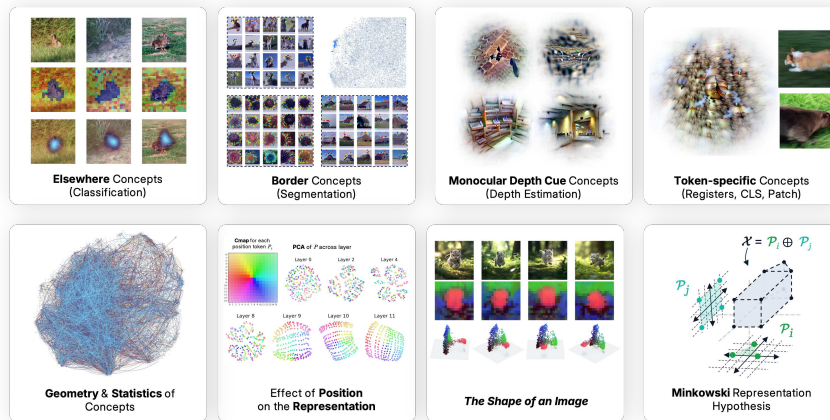 Elsewhere Concepts
(Classification)
Border Concepts
(Segmentation)
Monocular Depth Cue Concepts
(Depth Estimation)
Token-specific Concepts
(Registers, CLS, Patch)
Geometry & Statistics of
Concepts
Cmap for each
position token Pᵢ
PCA of P across layer
Layer 0
Layer 2
Layer 4
Layer 8
Layer 9
Layer 10
Layer 11
Effect of Position
on the Representation
The Shape of an Image
𝒳 = 𝒫ᵢ ⊕ 𝒫ⱼ
𝒫ⱼ
𝒫ᵢ
Minkowski Representation
Hypothesis